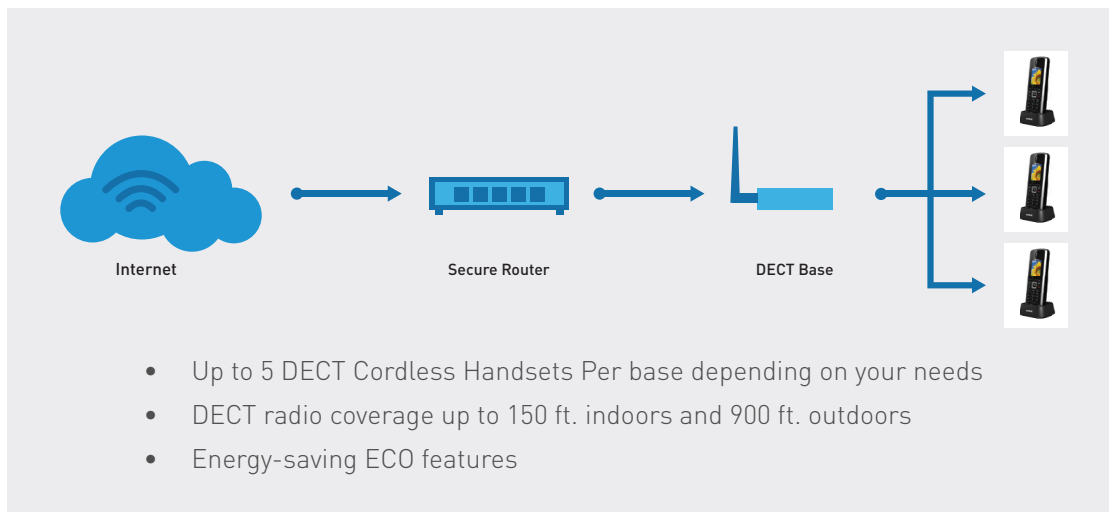 Internet
Secure Router
DECT Base
• Up to 5 DECT Cordless Handsets Per base depending on your needs
• DECT radio coverage up to 150 ft. indoors and 900 ft. outdoors
• Energy-saving ECO features